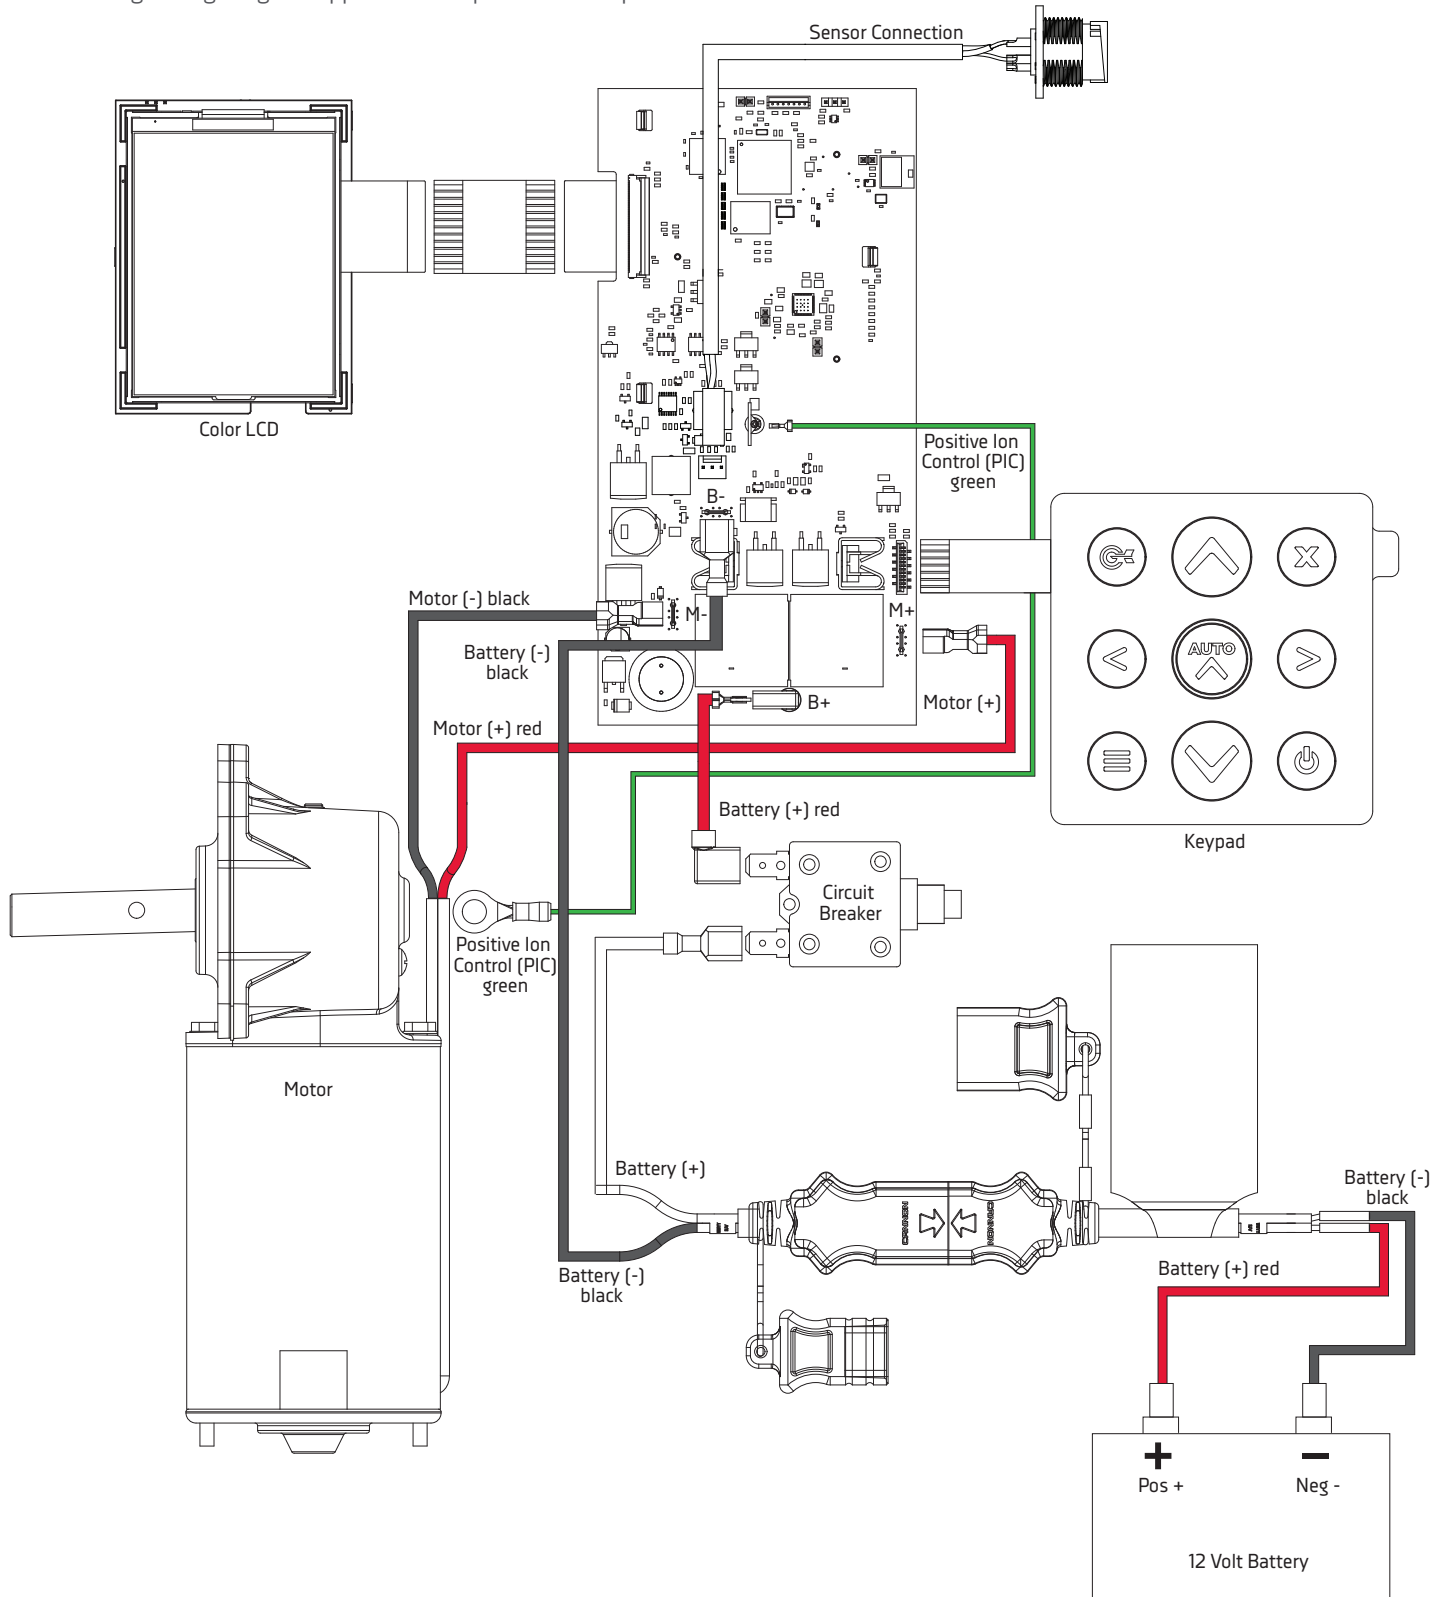 Sensor Connection
Color LCD
Positive Ion
Control (PIC)
green
B-
Motor (-) black
M-
M+
AUTO
Battery (-)
black
B+
Motor (+)
Motor (+) red
Battery (+) red
Keypad
Circuit
Breaker
Positive Ion
Control (PIC)
green
Motor
Battery (+)
Battery (-)
black
CANNON
CANNON
Battery (-)
black
Battery (+) red
Pos +
Neg -
12 Volt Battery